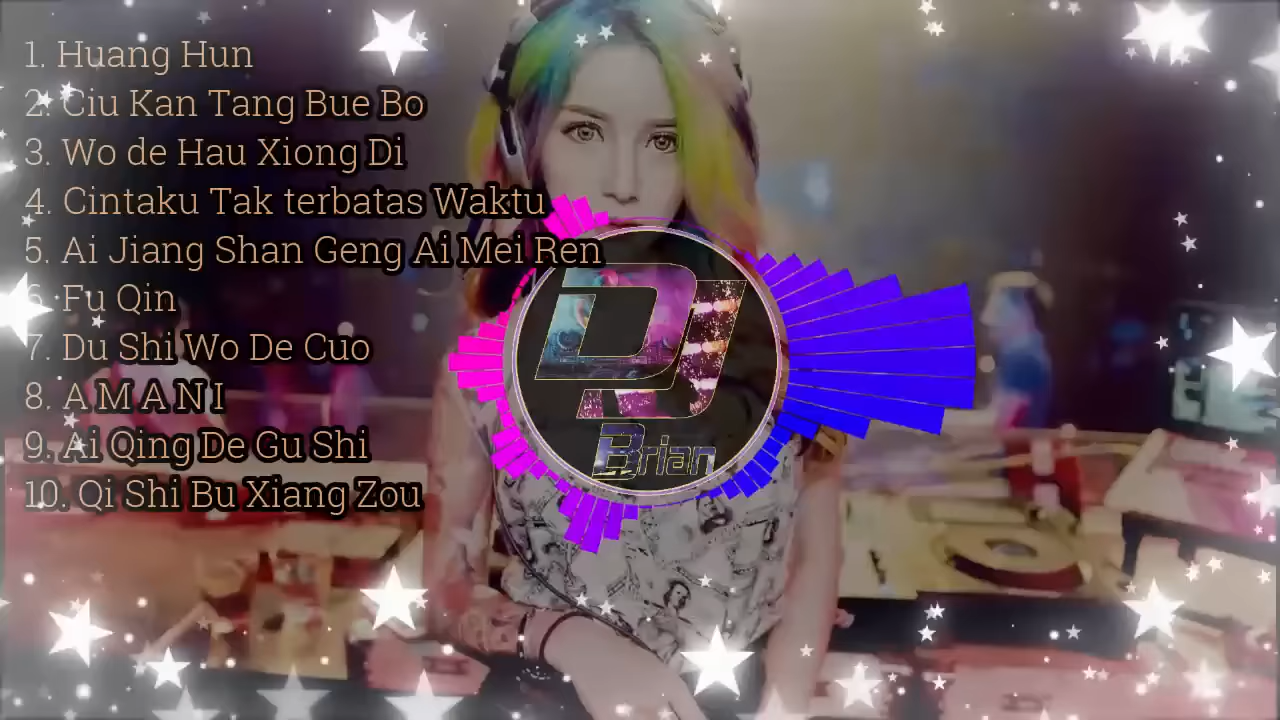 1. Huang Hun
2. Ciu Kan Tang Bue Bo
3. Wo de Hau Xiong Di
4. Cintaku Tak terbatas Waktu
5. Ai Jiang Shan Geng Ai Mei Ren
6. Fu Qin
7. Du Shi Wo De Cuo
8. A M A N I
9. Ai Qing De Gu Shi
10. Qi Shi Bu Xiang Zou
DJ
Brian